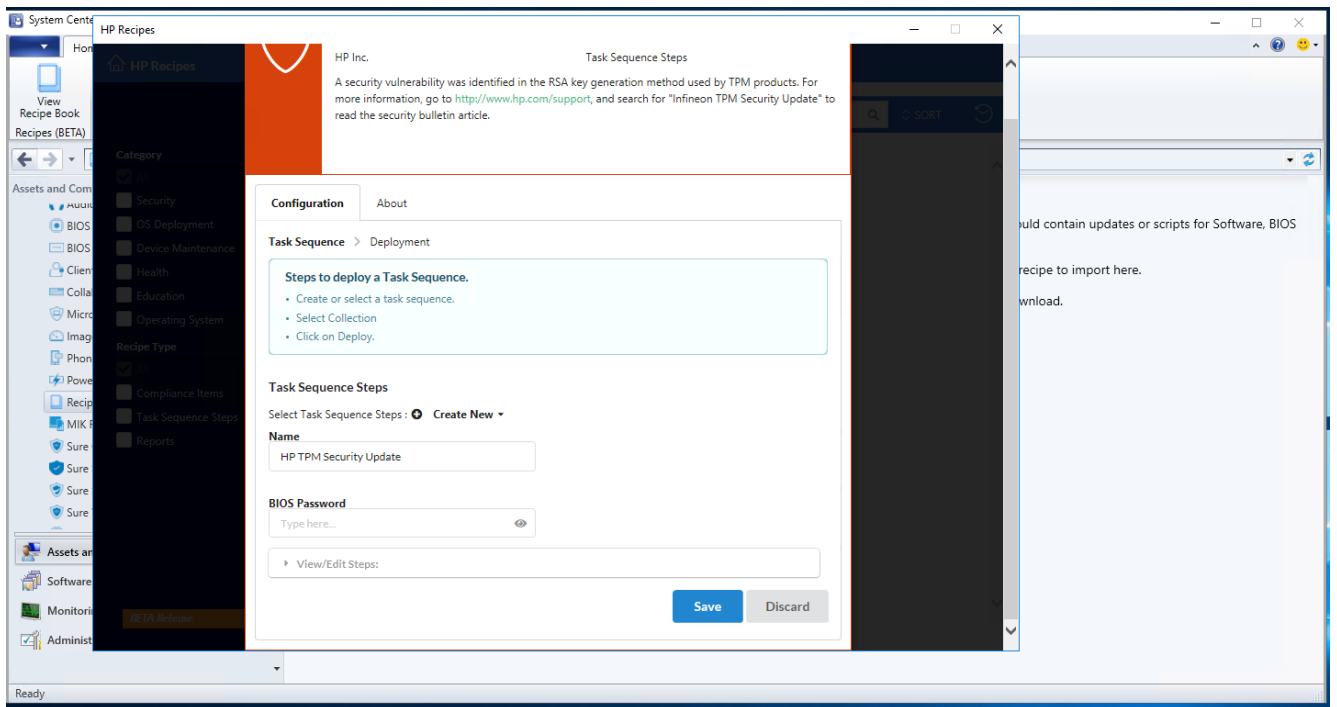 System Cente
HP Recipes
Hon
HP Recipes
HP Inc.
Task Sequence Steps
A security vulnerability was identified in the RSA key generation method used by TPM products. For
more information, go to http://www.hp.com/support, and search for "Infineon TPM Security Update" to
read the security bulletin article.
SORT
View
Recipe Book
Recipes (BETA)
Category
All
Security
OS Deployment
Device Maintenance
Health
Education
Operating System
Recipe Type
All
Compliance Items
Task Sequence Steps
Reports
BETA Release
Assets and Com
Audio
BIOS
BIOS
Clien
Collal
Micro
Imag
Phon
Powe
Recip
MIK F
Sure
Sure
Sure
Sure
Assets an
Software
Monitori
Administ
Configuration
About
Task Sequence > Deployment
Steps to deploy a Task Sequence.
• Create or select a task sequence.
• Select Collection
• Click on Deploy.
Task Sequence Steps
Select Task Sequence Steps : Create New
Name
HP TPM Security Update
BIOS Password
Type here...
View/Edit Steps:
Save
Discard
ould contain updates or scripts for Software, BIOS
recipe to import here.
wnload.
Ready